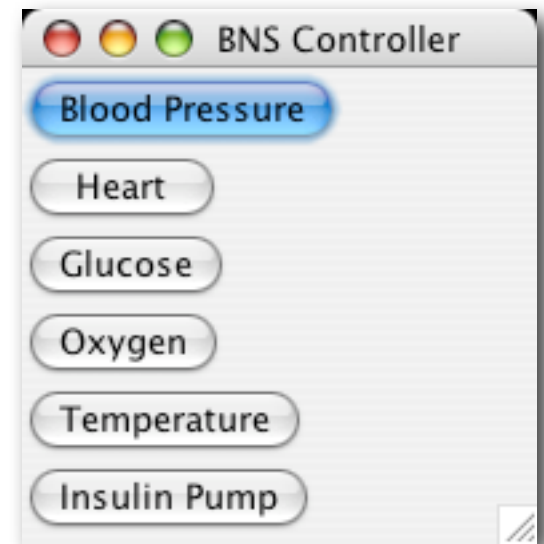 BNS Controller
Blood Pressure
Heart
Glucose
Oxygen
Temperature
Insulin Pump